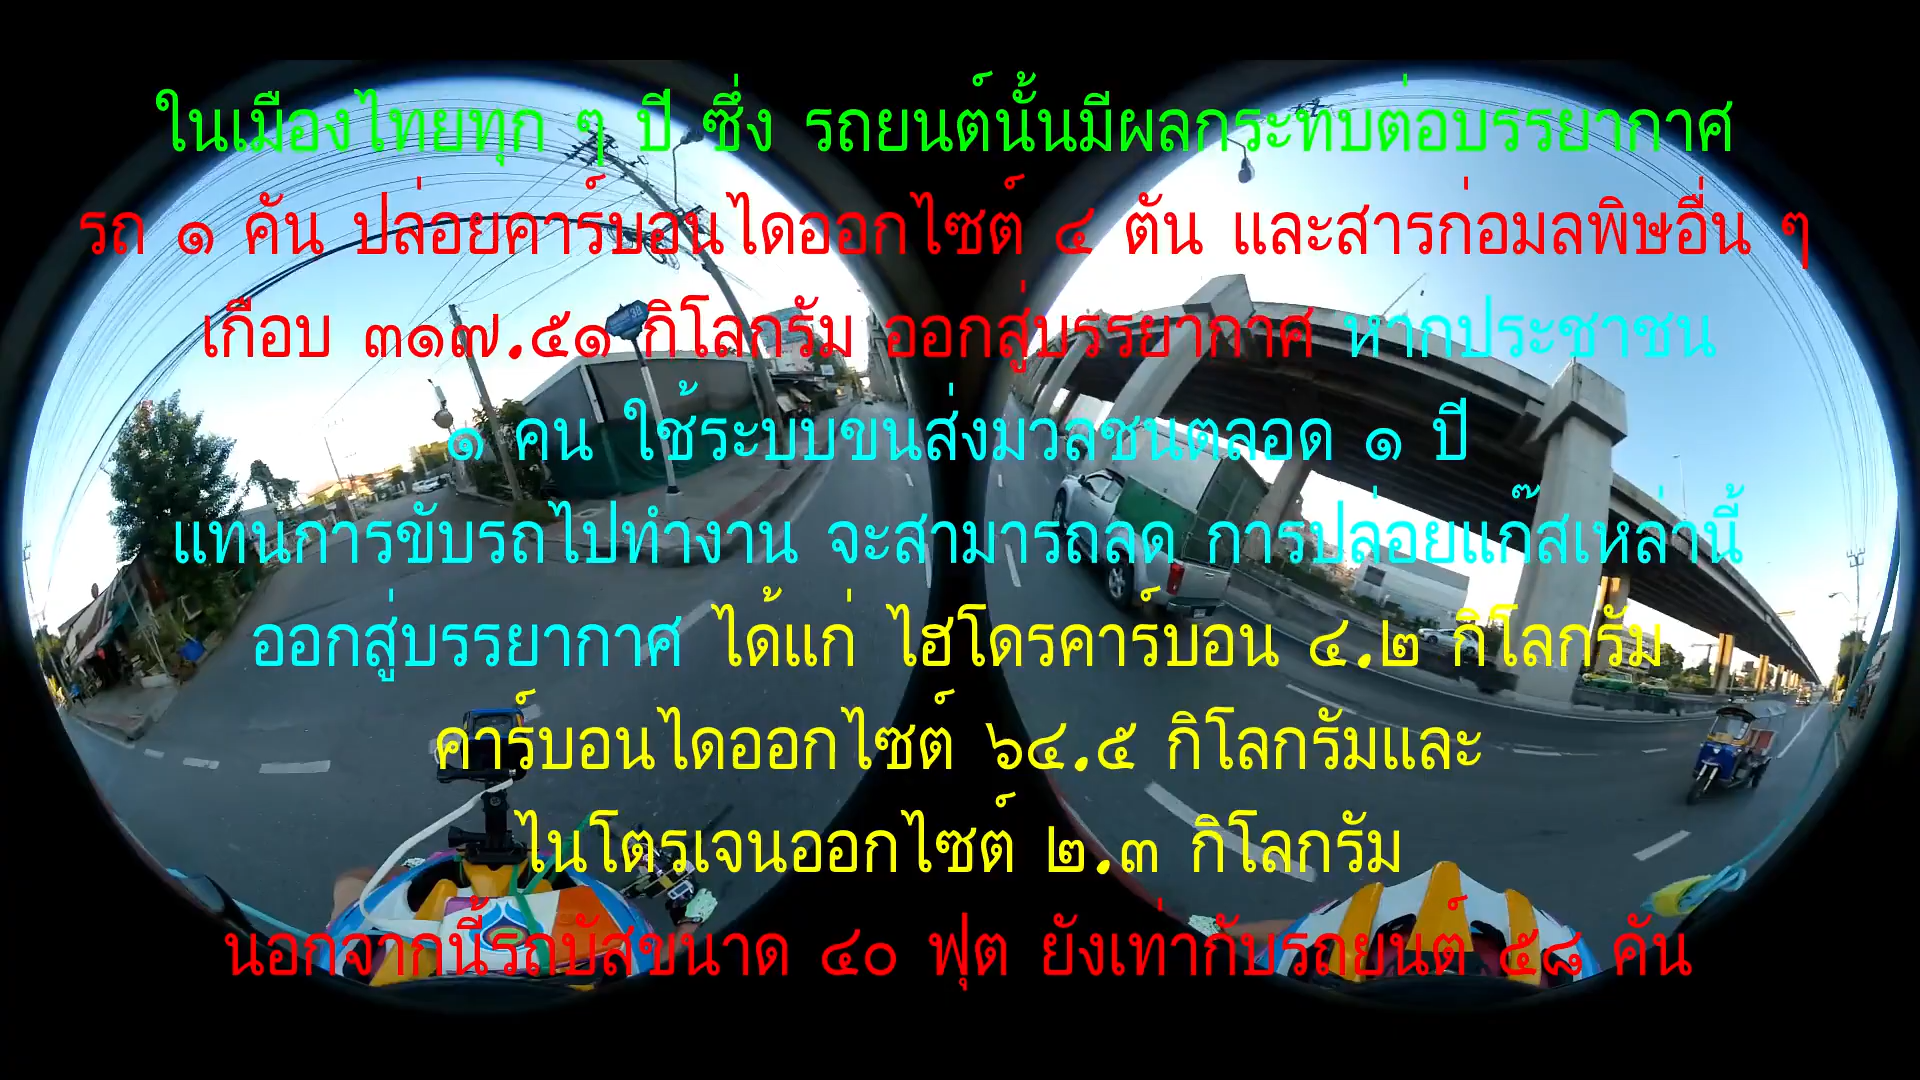 ในเมืองไทยทุก ๆ ปี ซึ่ง รถยนต์นั้นมีผลกระทบต่อบรรยากาศ
รถ ๑ คัน ปล่อยคาร์บอนไดออกไซต์ ๔ ตัน และสารก่อมลพิษอื่น ๆ
เกือบ ๓๑๗.๕๑ กิโลกรัม ออกสู่บรรยากาศ หากประชาชน
๑ คน ใช้ระบบขนส่งมวลชนตลอด ๑ ปี
แทนการขับรถไปทำงาน จะสามารถลด การปล่อยแก๊สเหล่านี้
ออกสู่บรรยากาศ ได้แก่ ไฮโดรคาร์บอน ๔.๒ กิโลกรัม
คาร์บอนไดออกไซต์ ๖๔.๕ กิโลกรัมและ
ไนโตรเจนออกไซต์ ๒.๓ กิโลกรัม
นอกจากนี้รถบัสขนาด ๔๐ ฟุต ยังเท่ากับรถยนต์ ๕๘ คัน